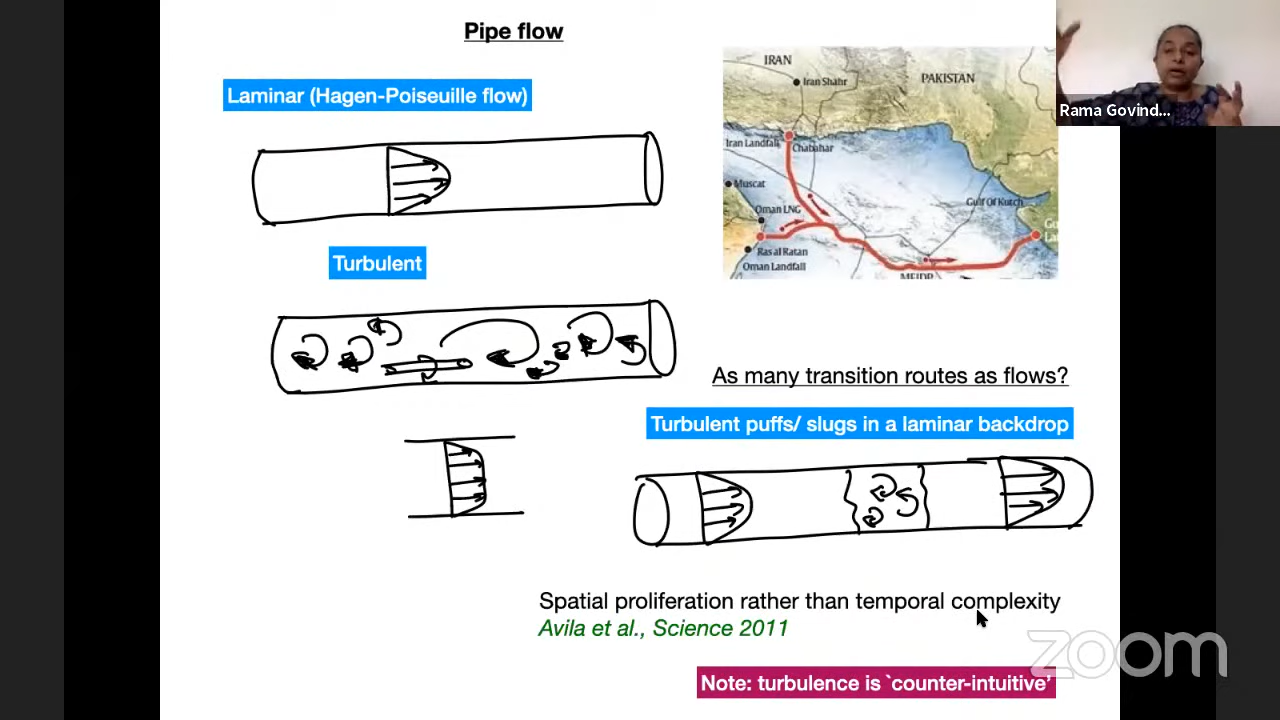 Pipe flow
Laminar (Hagen-Poiseuille flow)
IRAN
Iran Shahr
PAKISTAN
Rama Govind...
Iran Landfall
Chabahar
Muscat
Gulf Of Kutch
Oman LNG
Ras al Ratan
Oman Landfall
Turbulent
As many transition routes as flows?
Turbulent puffs/ slugs in a laminar backdrop
Spatial proliferation rather than temporal complexity
Avila et al., Science 2011
zoom
Note: turbulence is `counter-intuitive’